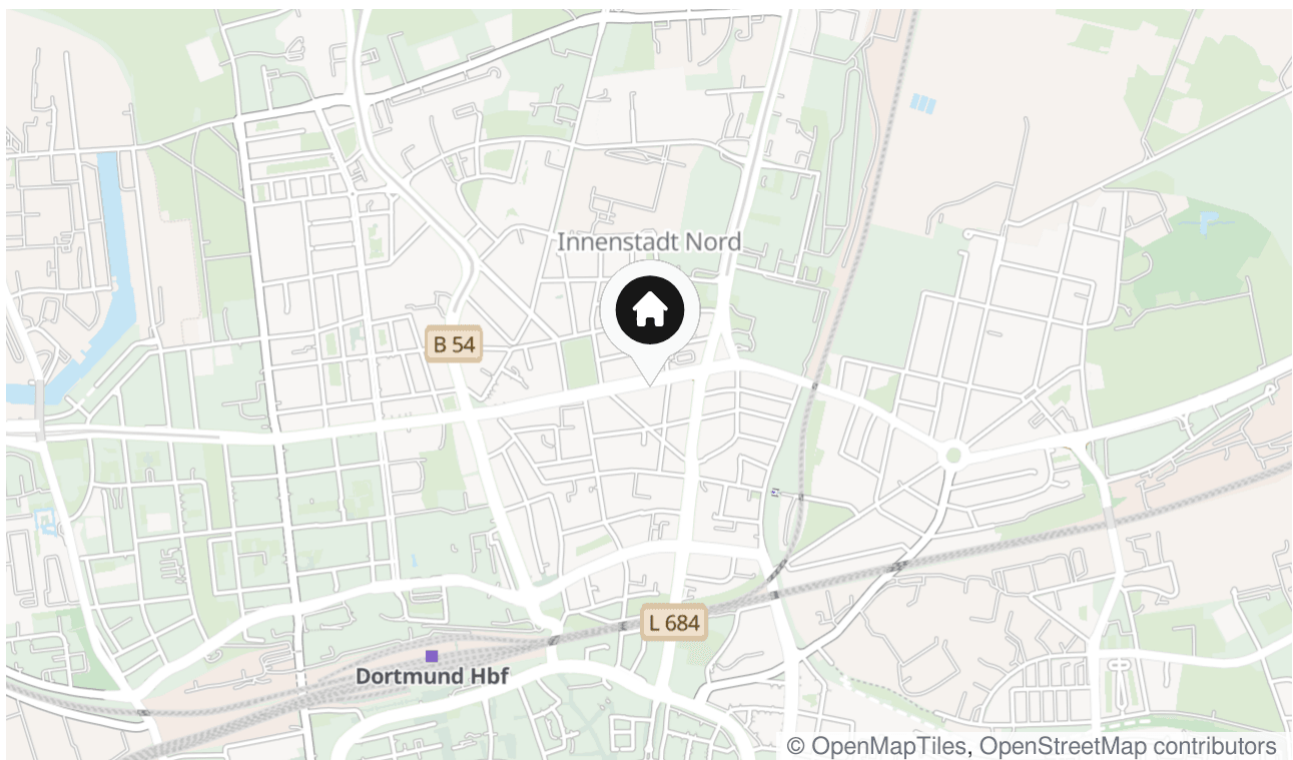 Innenstadt Nord
B 54
L 684
Dortmund Hbf
© OpenMapTiles, OpenStreetMap contributors